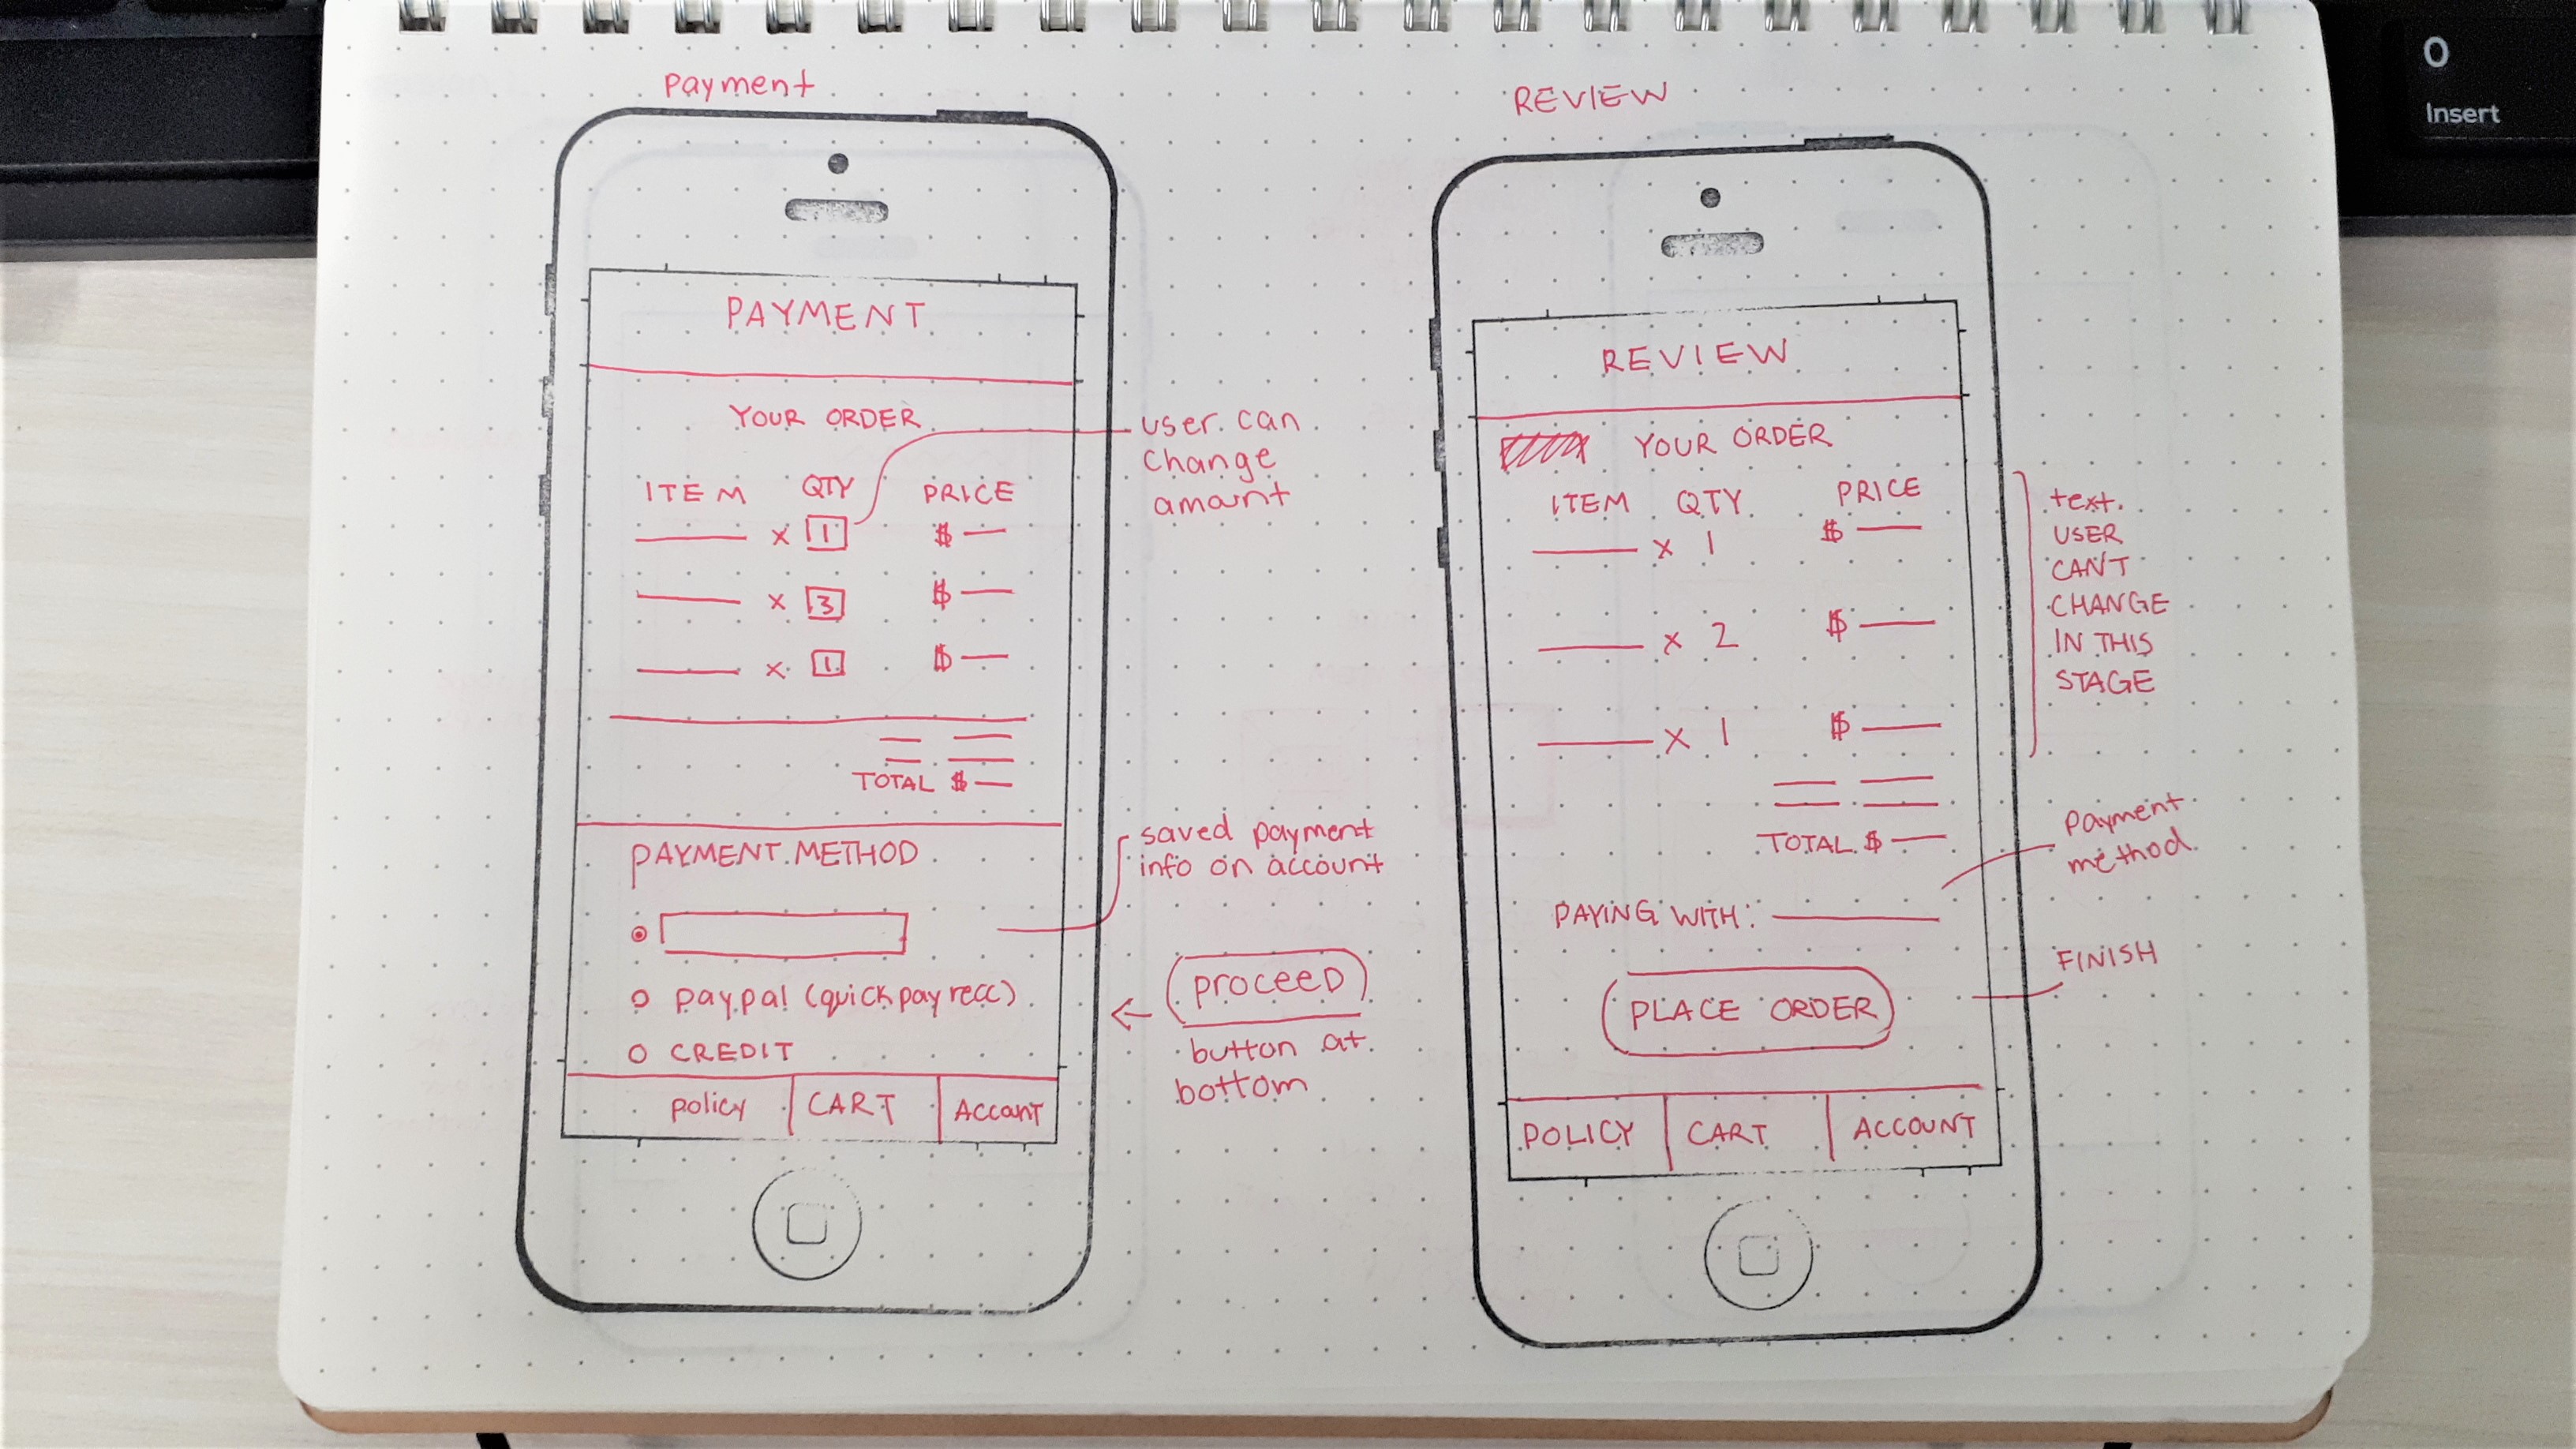 Payment
PAYMENT
YOUR ORDER
ITEM QTY PRICE
x 1 $
x 3 $
x 1 $
TOTAL $
PAYMENT METHOD
paypal (quick pay recc)
CREDIT
policy CART Account
user can
change
amount
saved payment
info on account
proceed
button at
bottom
REVIEW
REVIEW
YOUR ORDER
ITEM QTY PRICE
x 1 $
x 2 $
x 1 $
TOTAL $
PAYING WITH:
PLACE ORDER
POLICY CART ACCOUNT
text.
USER
CAN'T
CHANGE
IN THIS
STAGE
Payment
method
FINISH
0
Insert